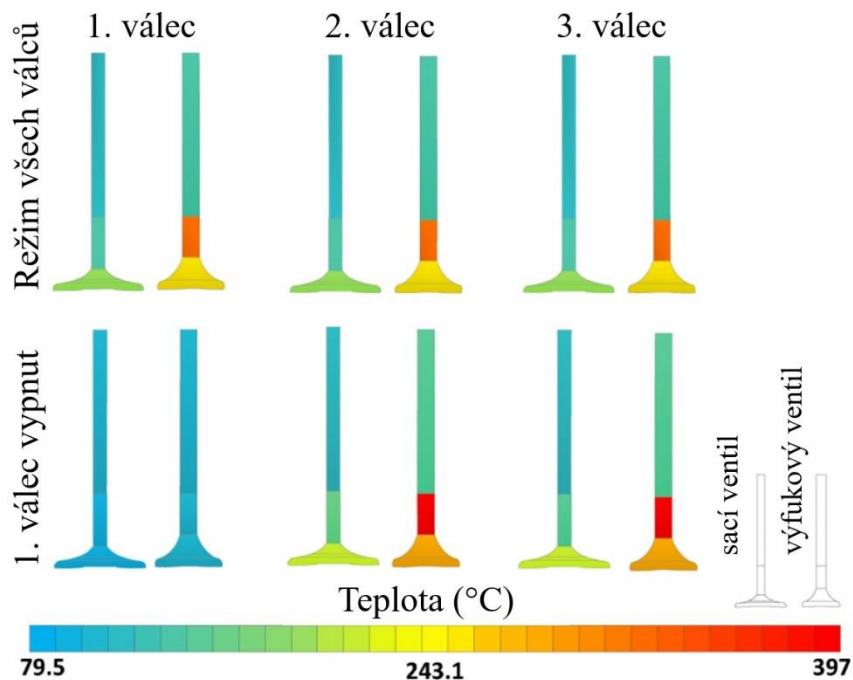 1. válec
2. válec
3. válec
Režim všech válců
1. válec vypnut
sací ventil
výfukový ventil
Teplota (°C)
79.5
243.1
397